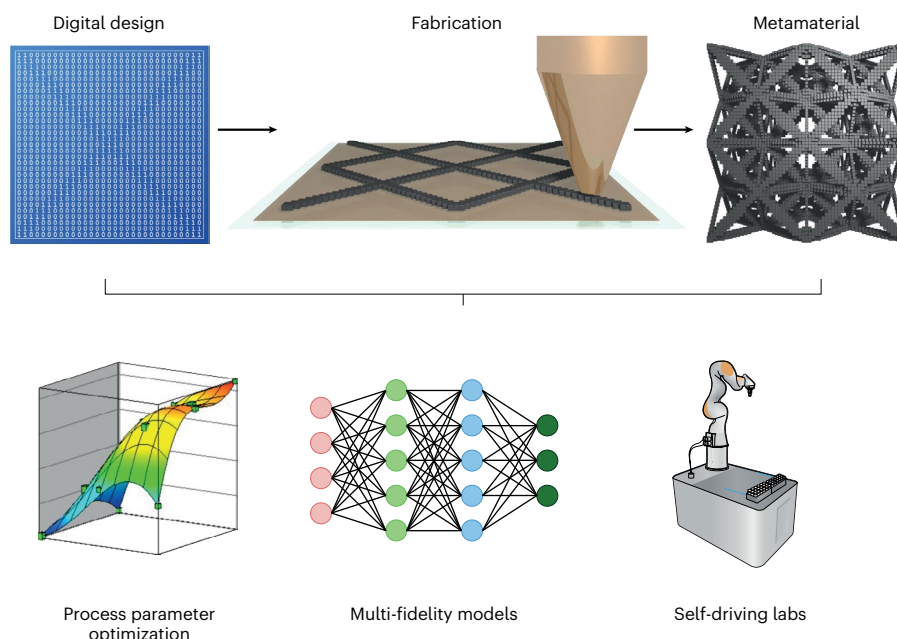 Digital design
Fabrication
Metamaterial
Process parameter
optimization
Multi-fidelity models
Self-driving labs